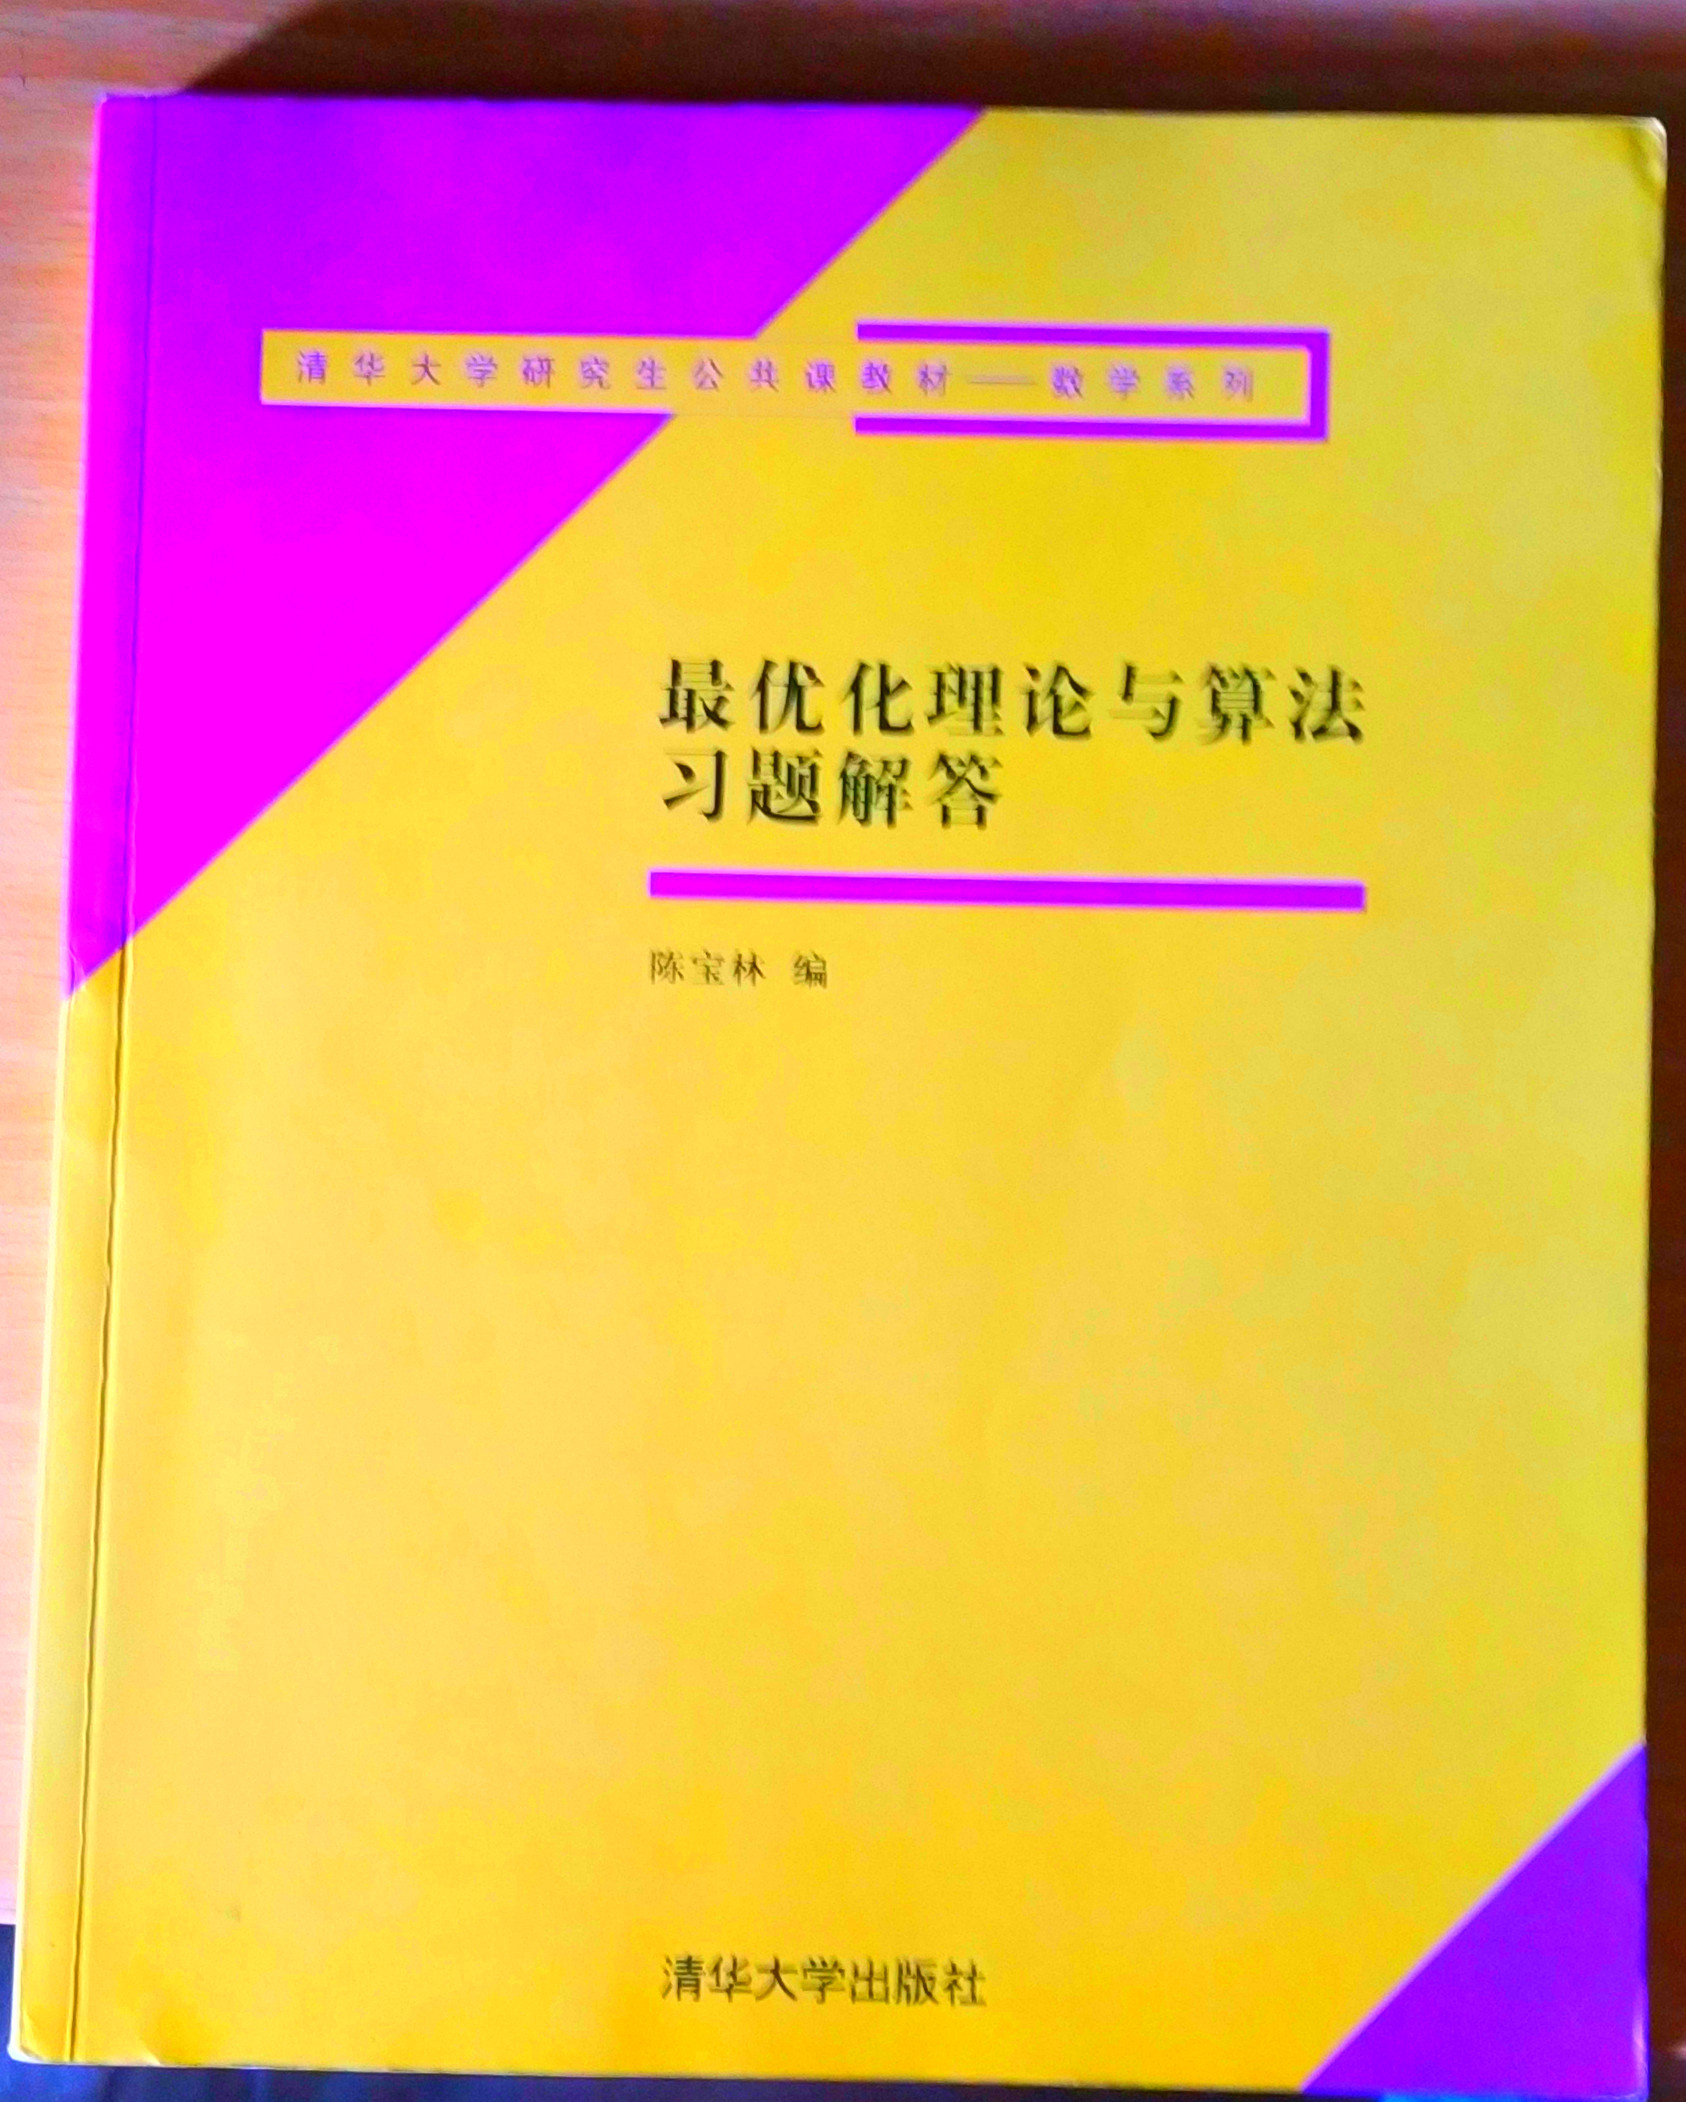 清华大学研究生公共课教材——数学系列
最优化理论与算法
习题解答
陈宝林 编
清华大学出版社